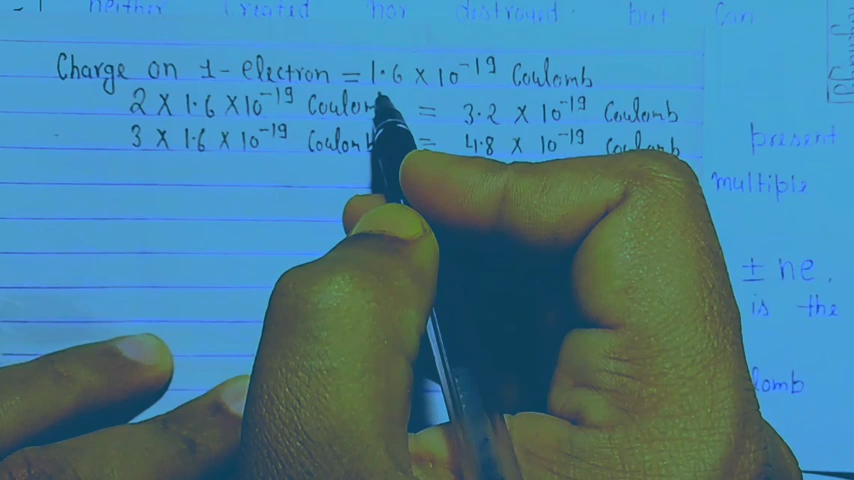 neither created nor destroyed but can
Charge on 1-electron = 1.6 × 10⁻¹⁹ Coulomb
2 × 1.6 × 10⁻¹⁹ Coulom = 3.2 × 10⁻¹⁹ Coulomb
3 × 1.6 × 10⁻¹⁹ Coulomb = 4.8 × 10⁻¹⁹ Coulomb
present
multiple
± ne.
is the
lomb